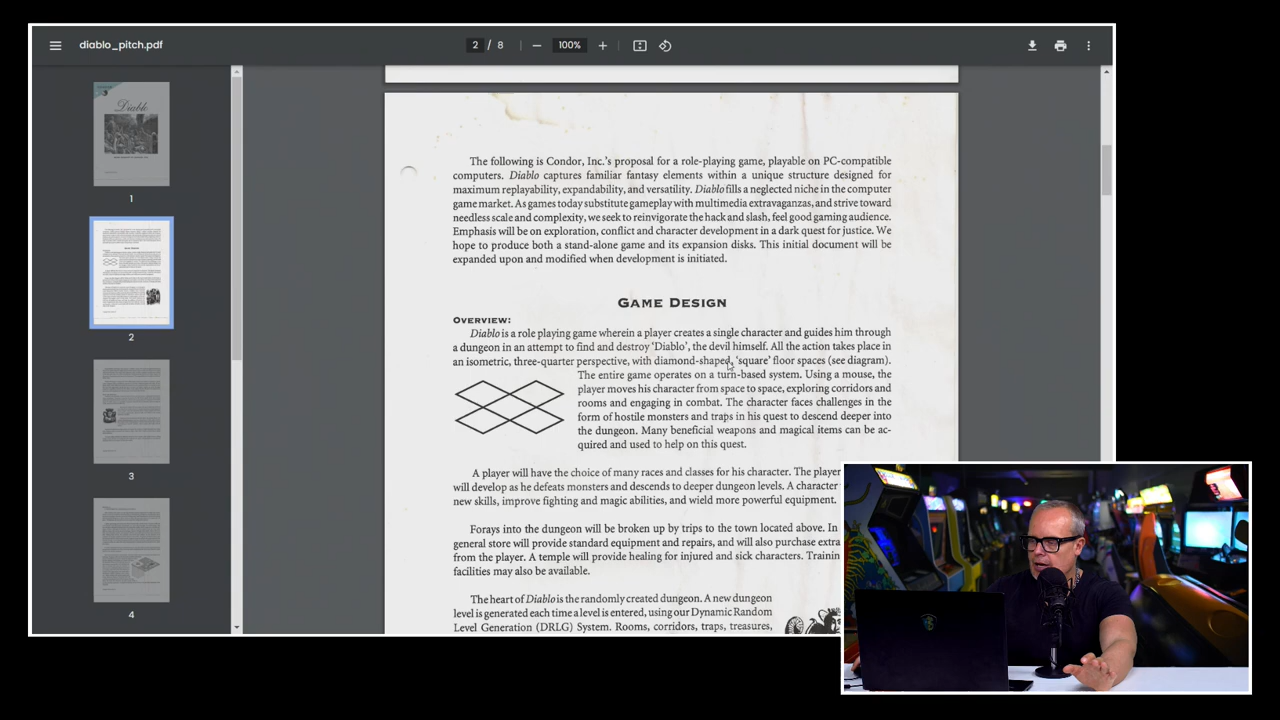 diablo_pitch.pdf
2 / 8
100%
Diablo
1
2
3
4
The following is Condor, Inc.'s proposal for a role-playing game, playable on PC-compatible
computers. Diablo captures familiar fantasy elements within a unique structure designed for
maximum replayability, expandability, and versatility. Diablo fills a neglected niche in the computer
game market. As games today substitute gameplay with multimedia extravaganzas, and strive toward
needless scale and complexity, we seek to reinvigorate the hack and slash, feel good gaming audience.
Emphasis will be on exploration, conflict and character development in a dark quest for justice. We
hope to produce both a stand-alone game and its expansion disks. This initial document will be
expanded upon and modified when development is initiated.
GAME DESIGN
OVERVIEW:
Diablo is a role playing game wherein a player creates a single character and guides him through
a dungeon in an attempt to find and destroy 'Diablo', the devil himself. All the action takes place in
an isometric, three-quarter perspective, with diamond-shaped, 'square' floor spaces (see diagram).
The entire game operates on a turn-based system. Using a mouse, the
player moves his character from space to space, exploring corridors and
rooms and engaging in combat. The character faces challenges in the
form of hostile monsters and traps in his quest to descend deeper into
the dungeon. Many beneficial weapons and magical items can be ac-
quired and used to help on this quest.
A player will have the choice of many races and classes for his character. The player
will develop as he defeats monsters and descends to deeper dungeon levels. A character
new skills, improve fighting and magic abilities, and wield more powerful equipment.
Forays into the dungeon will be broken up by trips to the town located above. In
general store will provide standard equipment and repairs, and will also purchase extra
from the player. A temple will provide healing for injured and sick characters. Trainin
facilities may also be available.
The heart of Diablo is the randomly created dungeon. A new dungeon
level is generated each time a level is entered, using our Dynamic Random
Level Generation (DRLG) System. Rooms, corridors, traps, treasures,